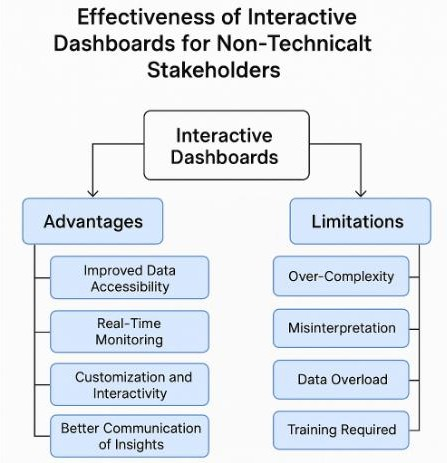 Effectiveness of Interactive
Dashboards for Non-Technicalt
Stakeholders
Interactive
Dashboards
Advantages
Improved Data
Accessibility
Real-Time
Monitoring
Customization and
Interactivity
Better Communication
of Insights
Limitations
Over-Complexity
Misinterpretation
Data Overload
Training Required